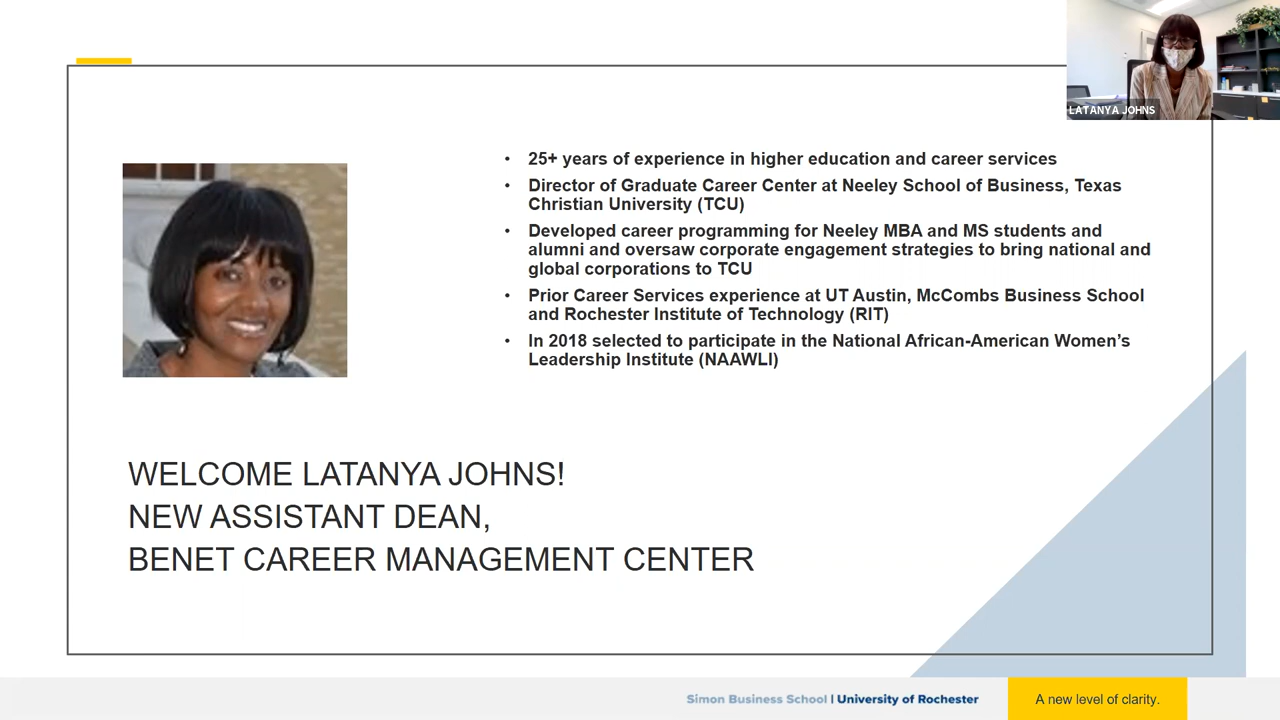 LATANYA JOHNS
• 25+ years of experience in higher education and career services
• Director of Graduate Career Center at Neeley School of Business, Texas
Christian University (TCU)
• Developed career programming for Neeley MBA and MS students and
alumni and oversaw corporate engagement strategies to bring national and
global corporations to TCU
• Prior Career Services experience at UT Austin, McCombs Business School
and Rochester Institute of Technology (RIT)
• In 2018 selected to participate in the National African-American Women’s
Leadership Institute (NAAWLI)
WELCOME LATANYA JOHNS!
NEW ASSISTANT DEAN,
BENET CAREER MANAGEMENT CENTER
Simon Business School | University of Rochester
A new level of clarity.